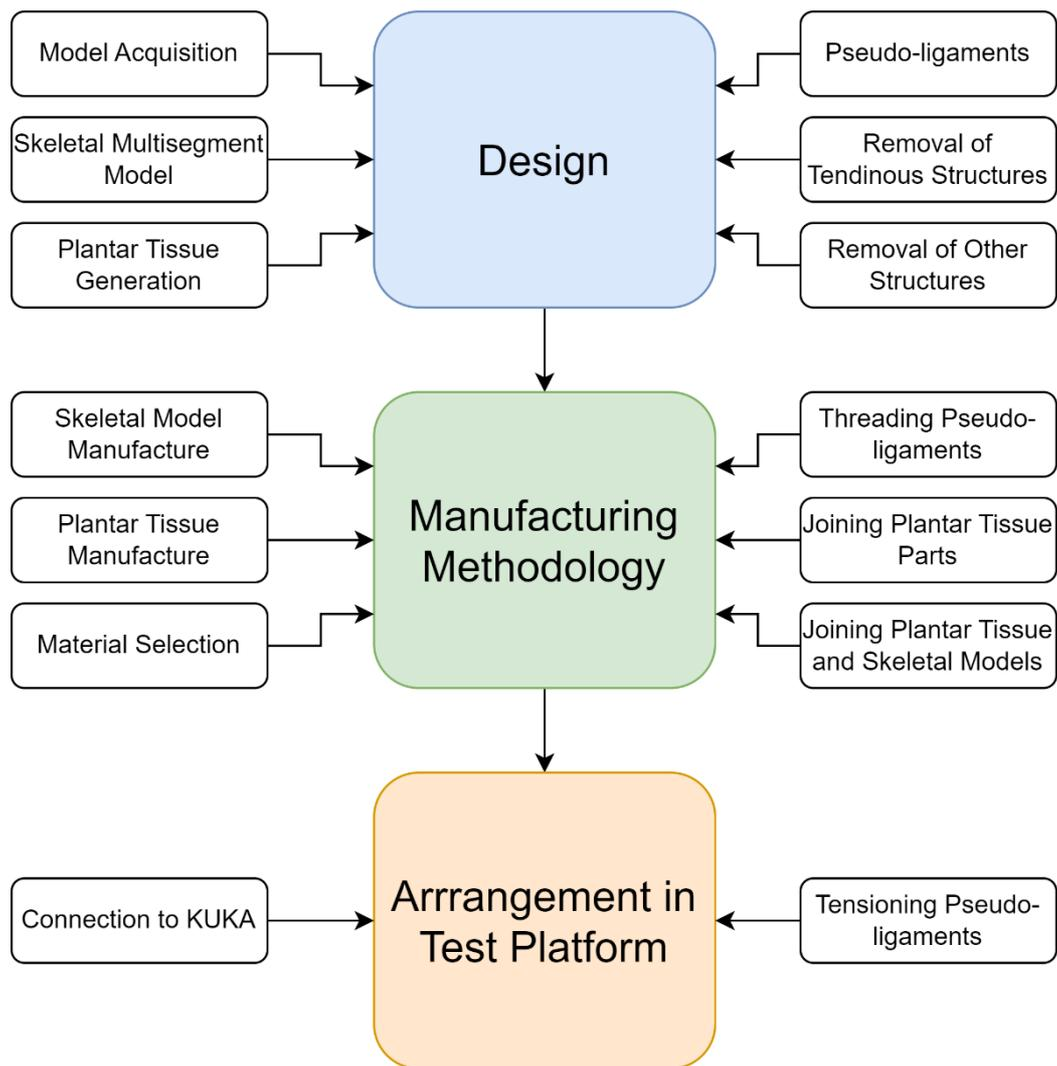 Model Acquisition
Skeletal Multisegment
Model
Plantar Tissue
Generation
Design
Pseudo-ligaments
Removal of
Tendinous Structures
Removal of Other
Structures
Skeletal Model
Manufacture
Plantar Tissue
Manufacture
Material Selection
Manufacturing
Methodology
Threading Pseudo-
ligaments
Joining Plantar Tissue
Parts
Joining Plantar Tissue
and Skeletal Models
Connection to KUKA
Arrrangement in
Test Platform
Tensioning Pseudo-
ligaments